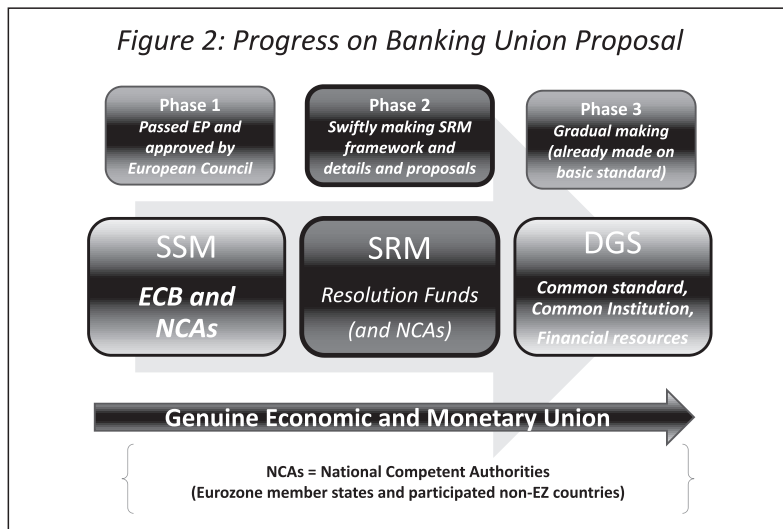 Figure 2: Progress on Banking Union Proposal
Phase 1
Passed EP and
approved by
European Council
Phase 2
Swiftly making SRM
framework and
details and proposals
Phase 3
Gradual making
(already made on
basic standard)
SSM
ECB and
NCAs
SRM
Resolution Funds
(and NCAs)
DGS
Common standard,
Common Institution,
Financial resources
Genuine Economic and Monetary Union
NCAs = National Competent Authorities
(Eurozone member states and participated non-EZ countries)